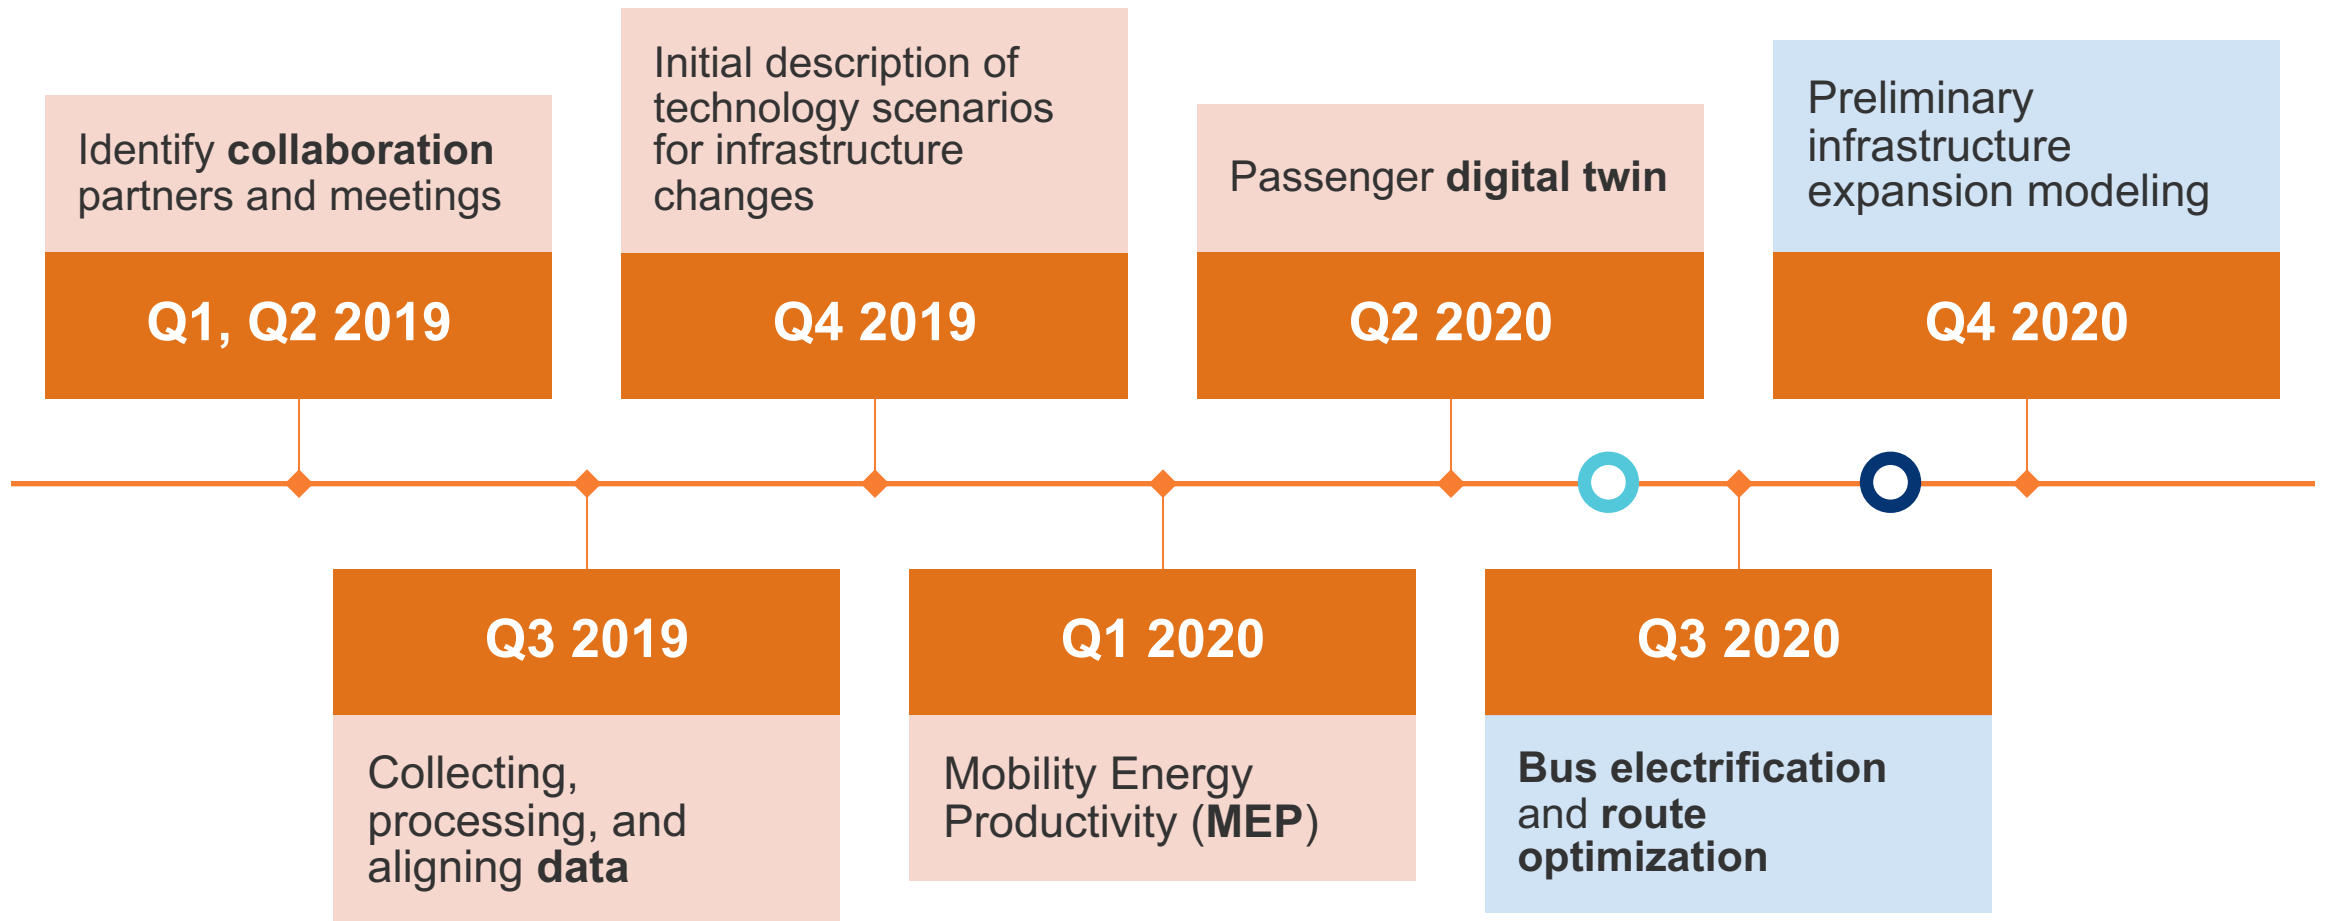 Identify collaboration
partners and meetings
Q1, Q2 2019
Collecting,
processing, and
aligning data
Q3 2019
Initial description of
technology scenarios
for infrastructure
changes
Q4 2019
Mobility Energy
Productivity (MEP)
Q1 2020
Passenger digital twin
Q2 2020
Bus electrification
and route
optimization
Q3 2020
Preliminary
infrastructure
expansion modeling
Q4 2020